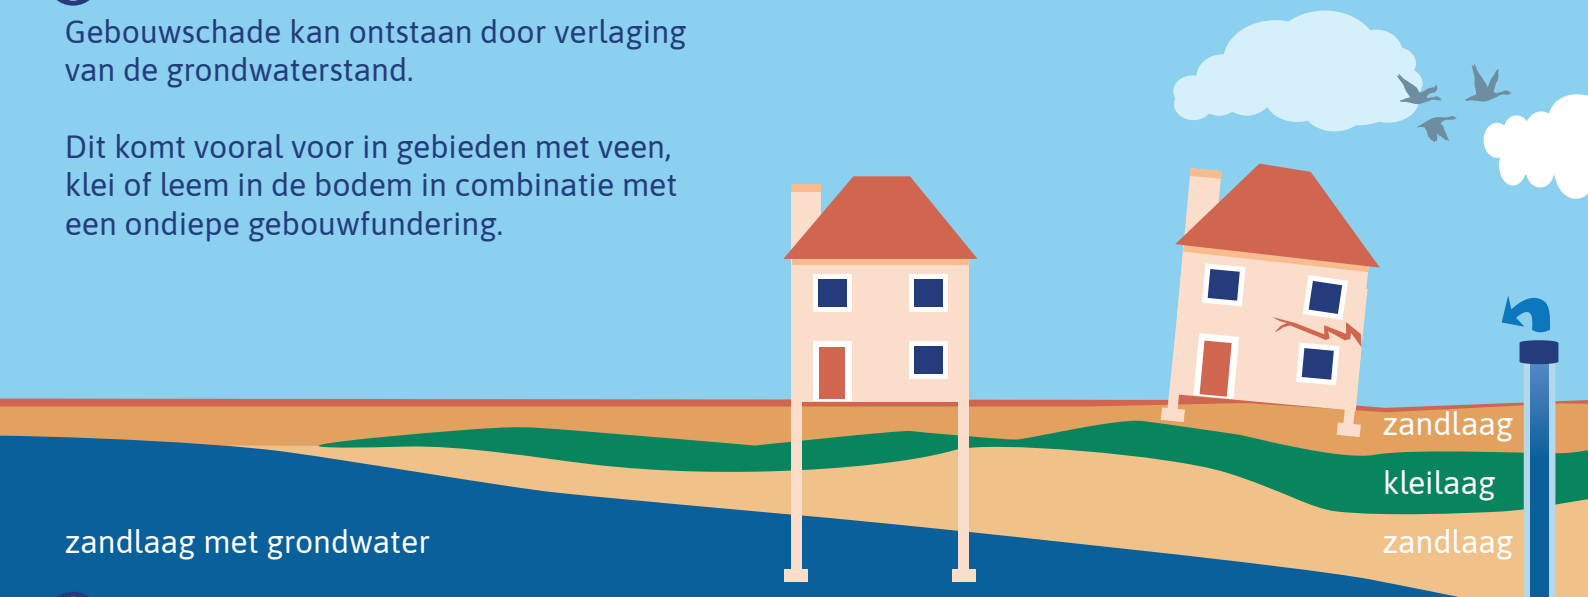 Gebouwschade kan ontstaan door verlaging
van de grondwaterstand.
Dit komt vooral voor in gebieden met veen,
klei of leem in de bodem in combinatie met
een ondiepe gebouwfundering.
zandlaag
kleilaag
zandlaag met grondwater
zandlaag